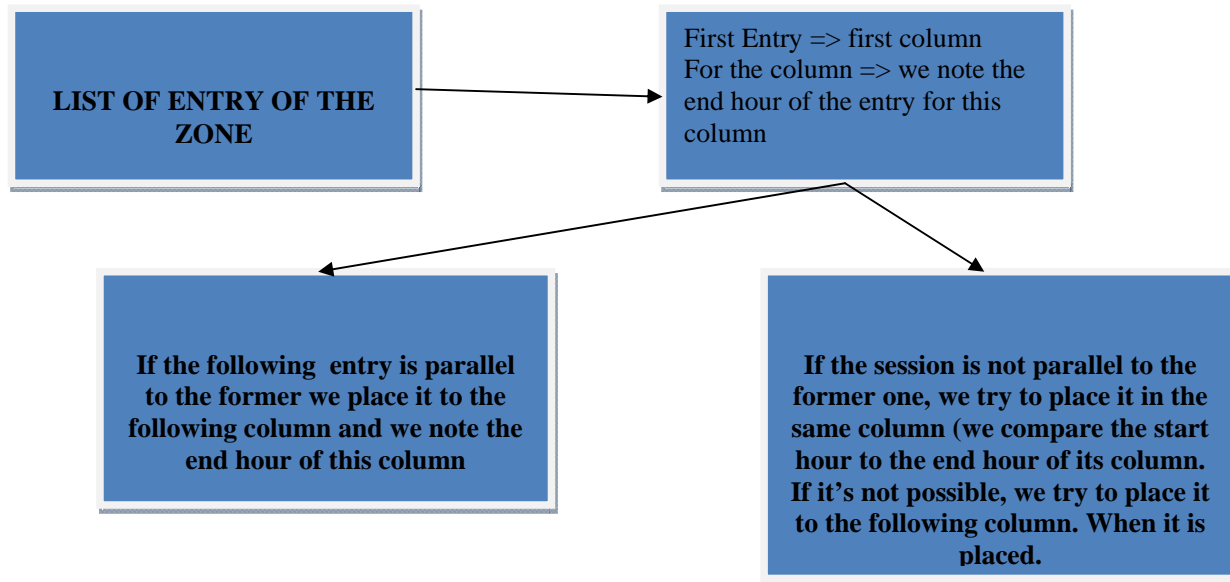 LIST OF ENTRY OF THE
ZONE
First Entry => first column
For the column => we note the
end hour of the entry for this
column
If the following entry is parallel
to the former we place it to the
following column and we note the
end hour of this column
If the session is not parallel to the
former one, we try to place it in the
same column (we compare the start
hour to the end hour of its column.
If it’s not possible, we try to place it
to the following column. When it is
placed.